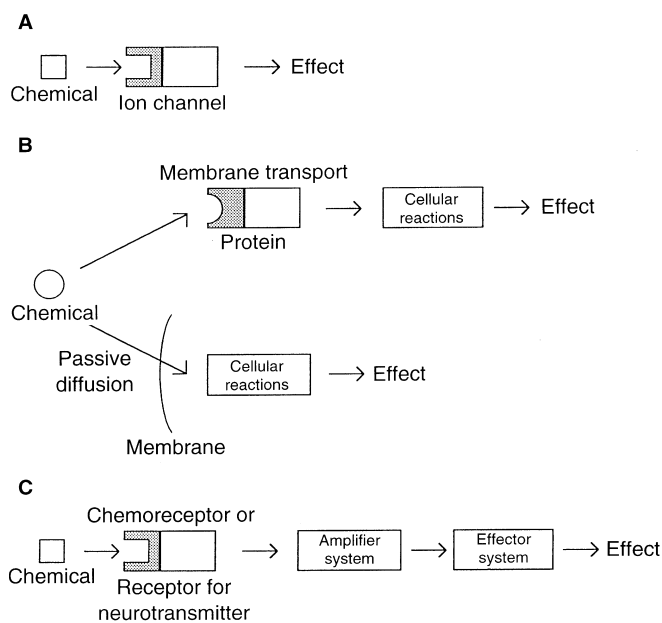 A
Chemical
Ion channel
Effect
B
Membrane transport
Protein
Cellular
reactions
Effect
Chemical
Passive
diffusion
Membrane
Cellular
reactions
Effect
C
Chemoreceptor or
Chemical
Receptor for
neurotransmitter
Amplifier
system
Effector
system
Effect